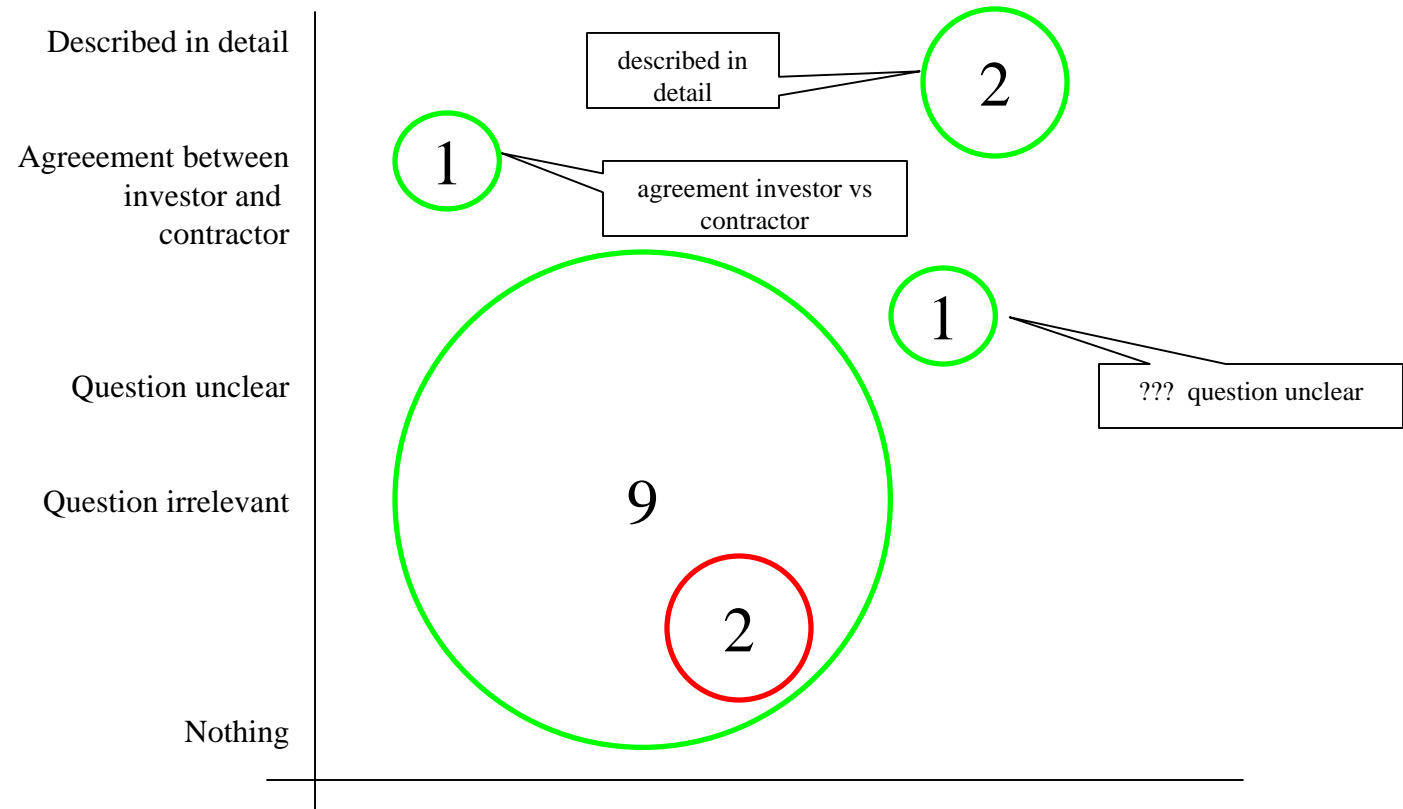 Described in detail
described in
detail
2
Agreeement between
investor and
contractor
1
agreement investor vs
contractor
1
Question unclear
??? question unclear
Question irrelevant
9
2
Nothing